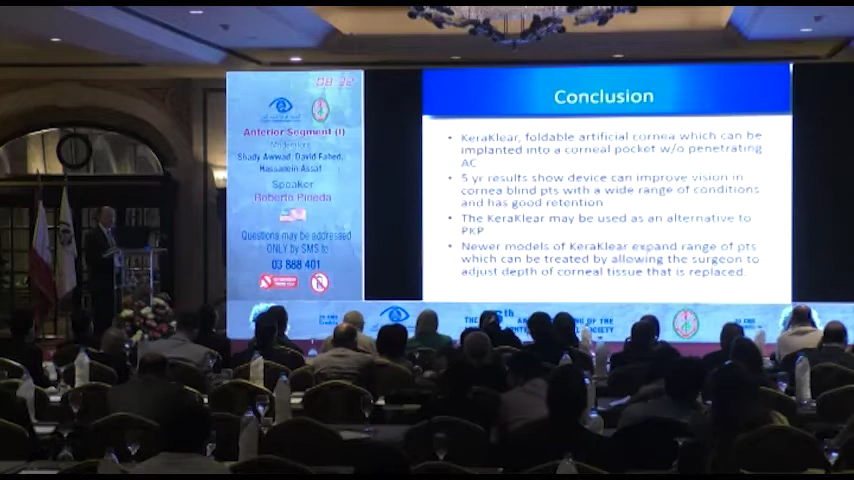 08:22
Anterior Segment (I)
Moderators
Shady Awwad, David Fahed,
Hassanein Assaf
Speaker
Roberto Pineda
Questions may be addressed
ONLY by SMS to
03 888 401
Conclusion
• KeraKlear, foldable artificial cornea which can be
implanted into a corneal pocket w/o penetrating
AC
• 5 yr results show device can improve vision in
cornea blind pts with a wide range of conditions
and has good retention
• The KeraKlear may be used as an alternative to
PKP
• Newer models of KeraKlear expand range of pts
which can be treated by allowing the surgeon to
adjust depth of corneal tissue that is replaced.
THE
OF THE
SOCIETY